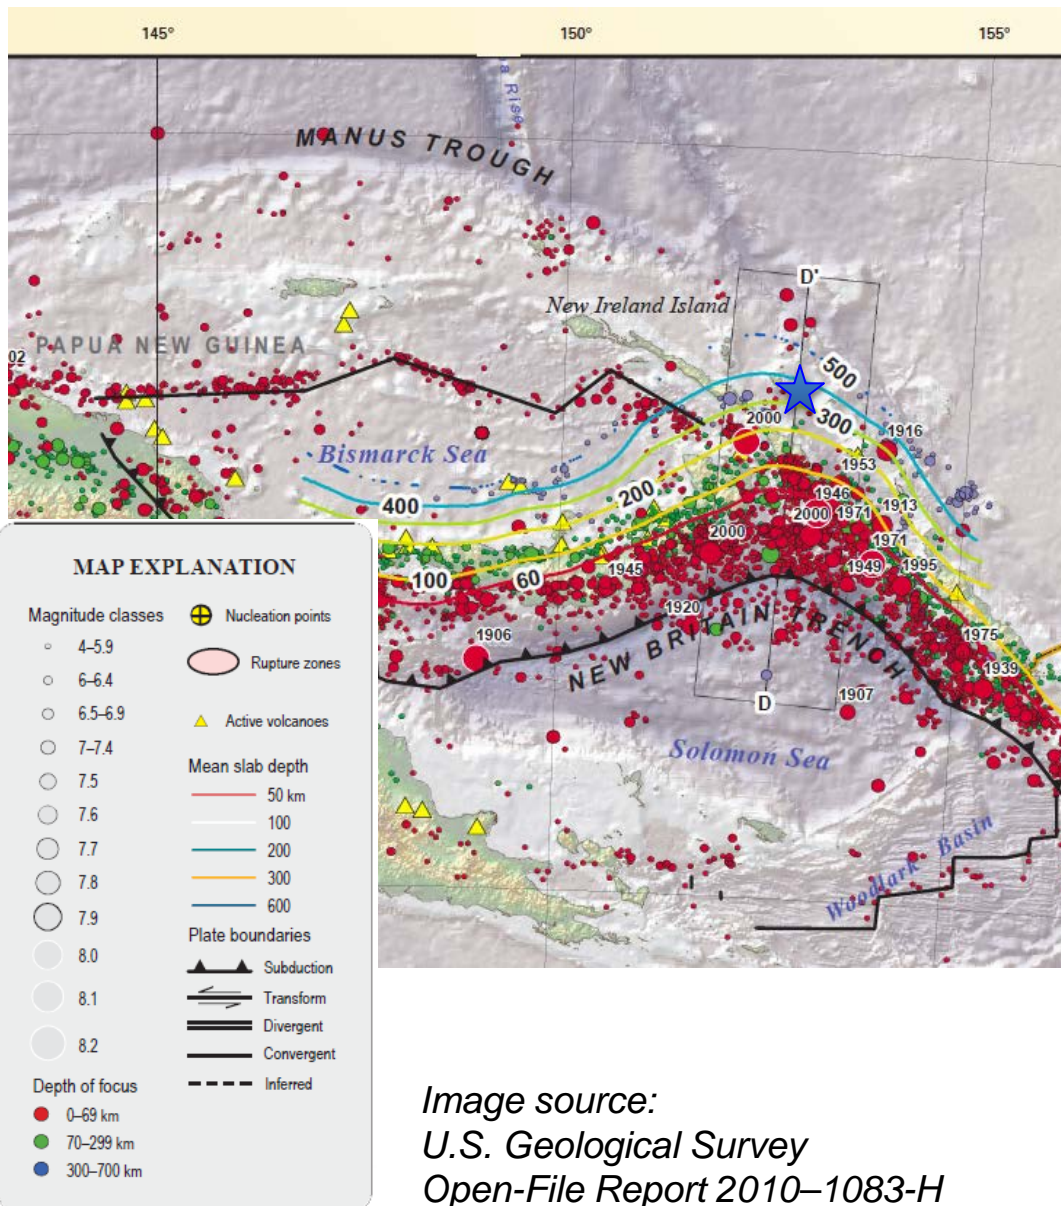 145°
150°
155°
a Rise
MANUS TROUGH
D'
New Ireland Island
PAPUA NEW GUINEA
02
500
300
2000
1916
Bismarck Sea
1953
200
400
1946
1913
2000
1971
2000
1971
100
60
1945
1949
1995
1920
1906
NEW BRITAIN TRENCH
1975
1939
1907
D
Solomon Sea
Woodlark Basin
MAP EXPLANATION
Magnitude classes
4–5.9
6–6.4
6.5–6.9
7–7.4
7.5
7.6
7.7
7.8
7.9
8.0
8.1
8.2
Depth of focus
0–69 km
70–299 km
300–700 km
Nucleation points
Rupture zones
Active volcanoes
Mean slab depth
50 km
100
200
300
600
Plate boundaries
Subduction
Transform
Divergent
Convergent
Inferred
Image source:
U.S. Geological Survey
Open-File Report 2010–1083-H